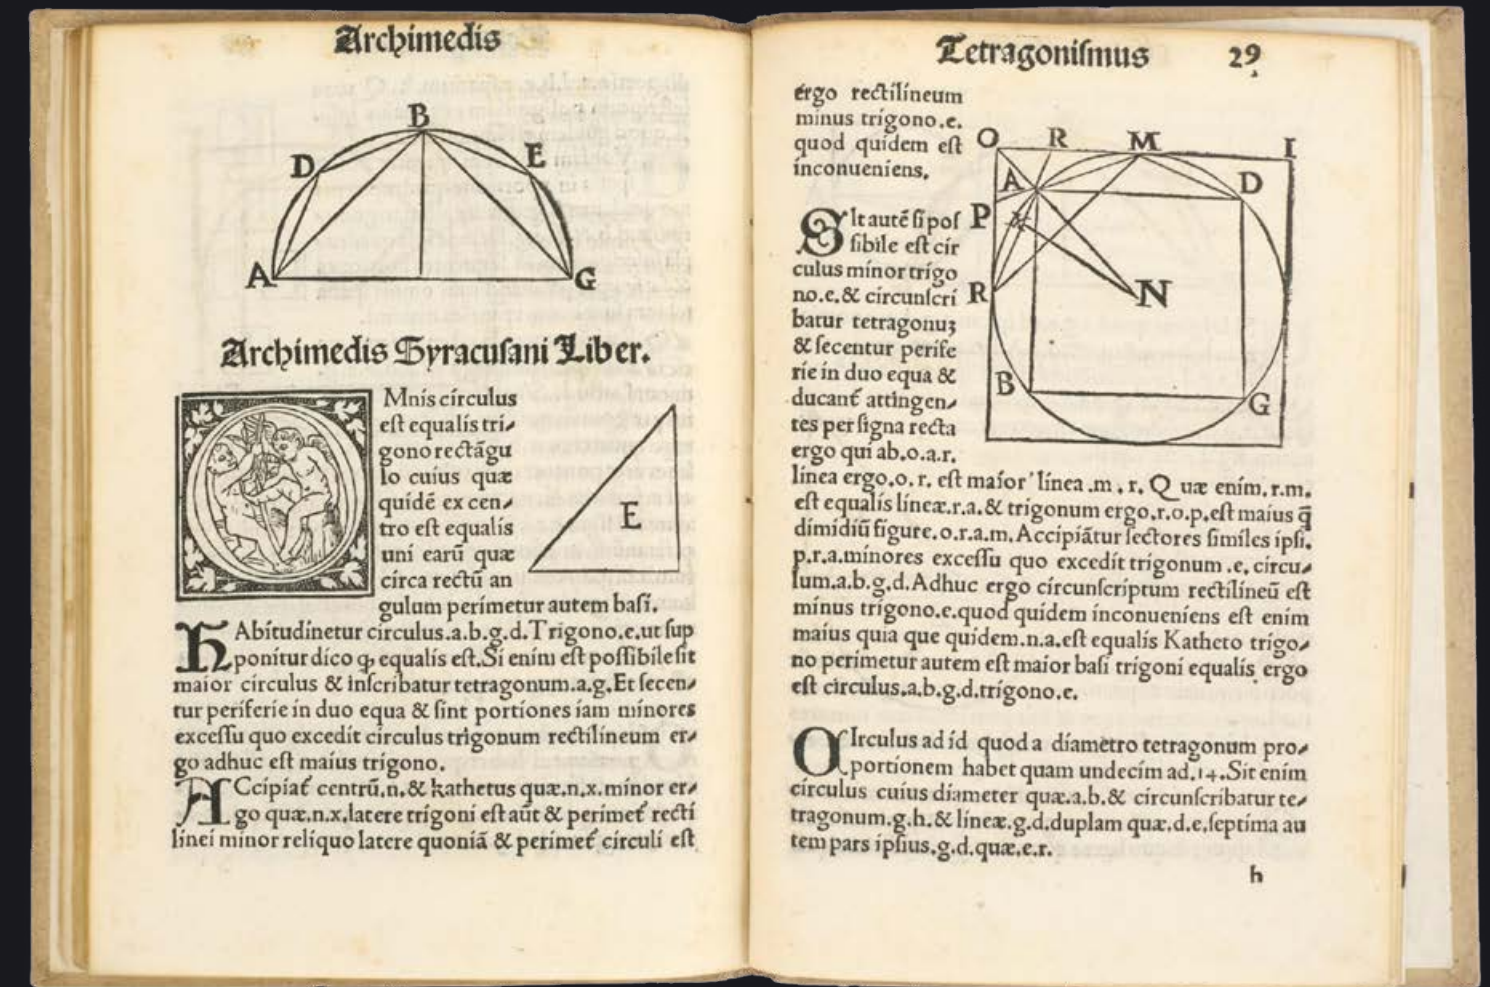 Archimedis
B
D
E
A
G
Archimedis Syracusani Liber.
Mnis circulus
est equalis tri⸗
gono rectãgu
lo cuius quæ
quidē ex cen⸗
tro est equalis
uni earū quæ
circa rectū an
gulum perimetur autem basi.
E
HAbitudinetur circulus.a.b.g.d.Trigono.e.ut sup
ponitur dico ꝙ equalis est.Si enim est possibile sit
maior circulus & inscribatur tetragonum.a.g.Et secen⸗
tur periferie in duo equa & sint portiones iam minores
excessu quo excedit circulus trigonum rectilineum er⸗
go adhuc est maius trigono.
ACcipiat́ centrū.n.& kathetus quæ.n.x.minor er⸗
go quæ.n.x.latere trigoni est aūt & perimet́ recti
linei minor reliquo latere quoniã & perimet́ circuli est
Tetragonismus 29
ergo rectilineum
minus trigono.e.
quod quidem est
inconueniens.
O R M I
A D
P
R N
B G
SIt autē si pos
sibile est cir
culus minor trigo
no.e.& circunscri
batur tetragonuʒ
& secentur perife
rie in duo equa &
ducant́ attingen⸗
tes per signa recta
ergo qui ab.o.a.r.
linea ergo.o.r. est maior linea .m.r. Quæ enim.r.m.
est equalis lineæ.r.a.& trigonum ergo.r.o.p.est maius q̄
dimidiū figure.o.r.a.m.Accipiãtur sectores similes ipsi.
p.r.a.minores excessu quo excedit trigonum .e. circu⸗
lum.a.b.g.d.Adhuc ergo circunscriptum rectilineū est
minus trigono.e.quod quidem inconueniens est enim
maius quia que quidem.n.a.est equalis Katheto trigo⸗
no perimetur autem est maior basi trigoni equalis ergo
est circulus.a.b.g.d.trigono.e.
CIrculus ad id quod a diametro tetragonum pro⸗
portionem habet quam undecim ad.14.Sit enim
circulus cuius diameter quæ.a.b.& circunscribatur te⸗
tragonum.g.h.& lineæ.g.d.duplam quæ.d.e.septima au
tem pars ipsius.g.d.quæ.e.r.
h